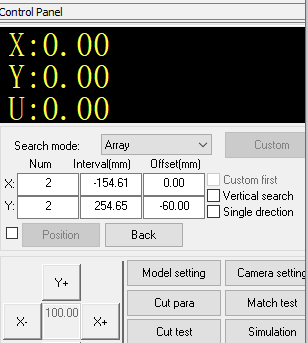 Control Panel
X:0.00
Y:0.00
U:0.00
Search mode: Array Custom
Num Interval(mm) Offset(mm)
X: 2 -154.61 0.00 Custom first
Y: 2 254.65 -60.00 Vertical search
Single drection
Position Back
Model setting Camera setting
Y+
Cut para Match test
X- 100.00 X+
Cut test Simulation